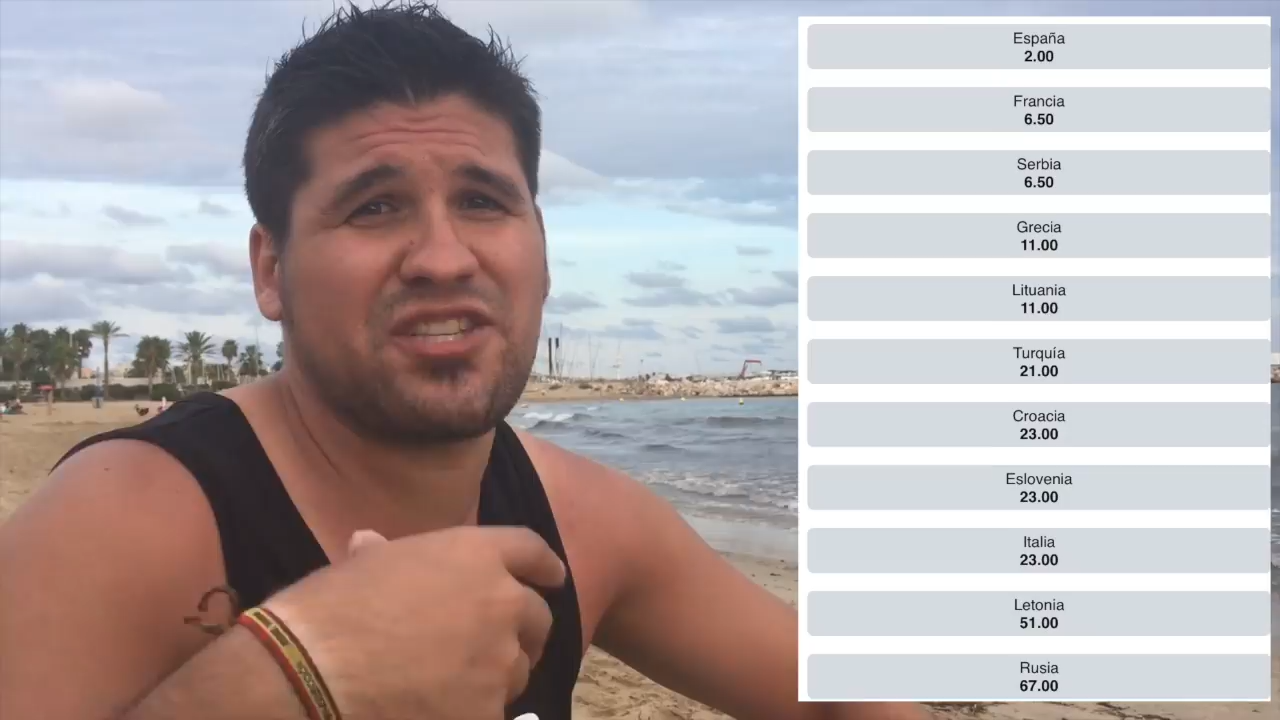 España
2.00
Francia
6.50
Serbia
6.50
Grecia
11.00
Lituania
11.00
Turquía
21.00
Croacia
23.00
Eslovenia
23.00
Italia
23.00
Letonia
51.00
Rusia
67.00